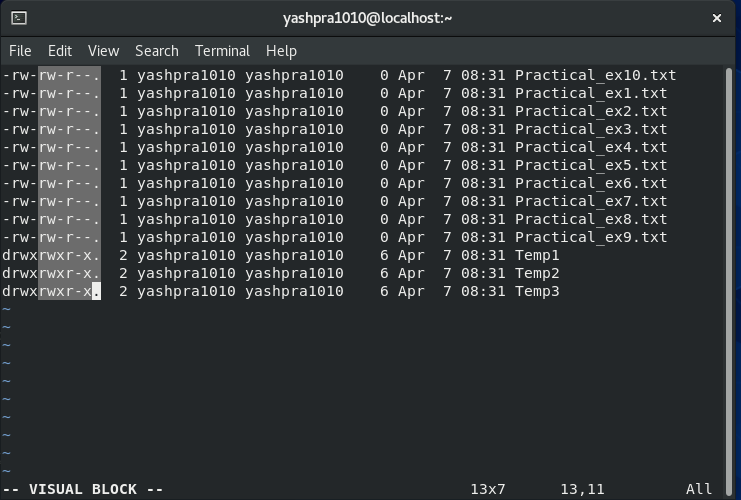 yashpra1010@localhost:~
File Edit View Search Terminal Help
-rw-rw-r--.  1 yashpra1010 yashpra1010    0 Apr  7 08:31 Practical_ex10.txt
-rw-rw-r--.  1 yashpra1010 yashpra1010    0 Apr  7 08:31 Practical_ex1.txt
-rw-rw-r--.  1 yashpra1010 yashpra1010    0 Apr  7 08:31 Practical_ex2.txt
-rw-rw-r--.  1 yashpra1010 yashpra1010    0 Apr  7 08:31 Practical_ex3.txt
-rw-rw-r--.  1 yashpra1010 yashpra1010    0 Apr  7 08:31 Practical_ex4.txt
-rw-rw-r--.  1 yashpra1010 yashpra1010    0 Apr  7 08:31 Practical_ex5.txt
-rw-rw-r--.  1 yashpra1010 yashpra1010    0 Apr  7 08:31 Practical_ex6.txt
-rw-rw-r--.  1 yashpra1010 yashpra1010    0 Apr  7 08:31 Practical_ex7.txt
-rw-rw-r--.  1 yashpra1010 yashpra1010    0 Apr  7 08:31 Practical_ex8.txt
-rw-rw-r--.  1 yashpra1010 yashpra1010    0 Apr  7 08:31 Practical_ex9.txt
drwxrwxr-x.  2 yashpra1010 yashpra1010    6 Apr  7 08:31 Temp1
drwxrwxr-x.  2 yashpra1010 yashpra1010    6 Apr  7 08:31 Temp2
drwxrwxr-x.  2 yashpra1010 yashpra1010    6 Apr  7 08:31 Temp3
~
~
~
~
~
~
~
~
~
~
-- VISUAL BLOCK -- 13x7 13,11 All